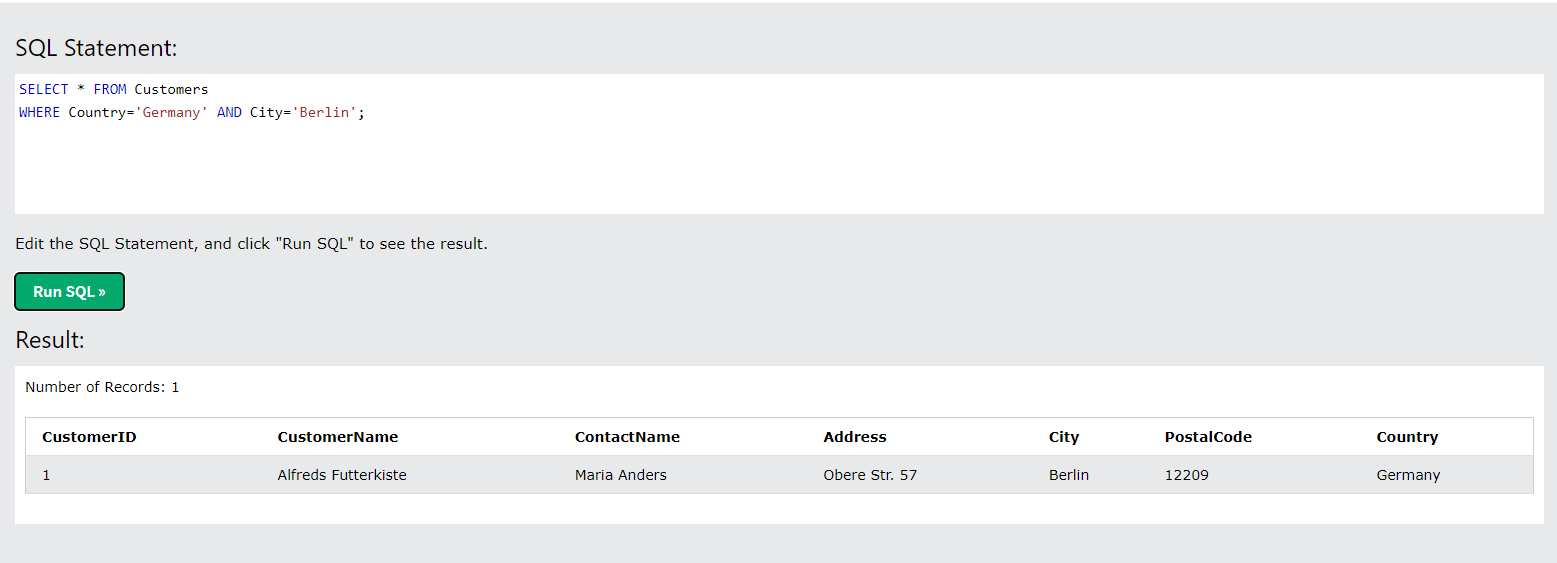 SQL Statement:
SELECT * FROM Customers
WHERE Country='Germany' AND City='Berlin';
Edit the SQL Statement, and click "Run SQL" to see the result.
Run SQL »
Result:
Number of Records: 1
CustomerID CustomerName ContactName Address City PostalCode Country
1 Alfreds Futterkiste Maria Anders Obere Str. 57 Berlin 12209 Germany